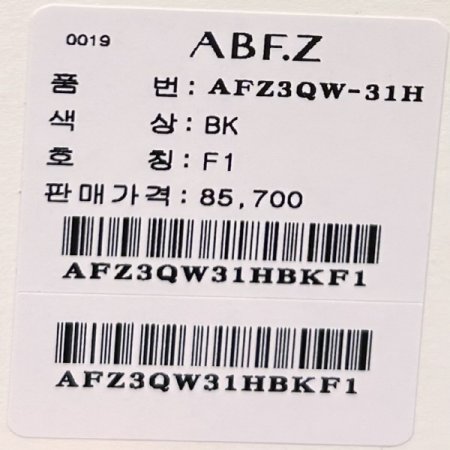 0019 ABF.Z
품 번 : AFZ3QW-31H
색 상 : BK
호 칭 : F1
판매가격 : 85,700
AFZ3QW31HBKF1
AFZ3QW31HBKF1